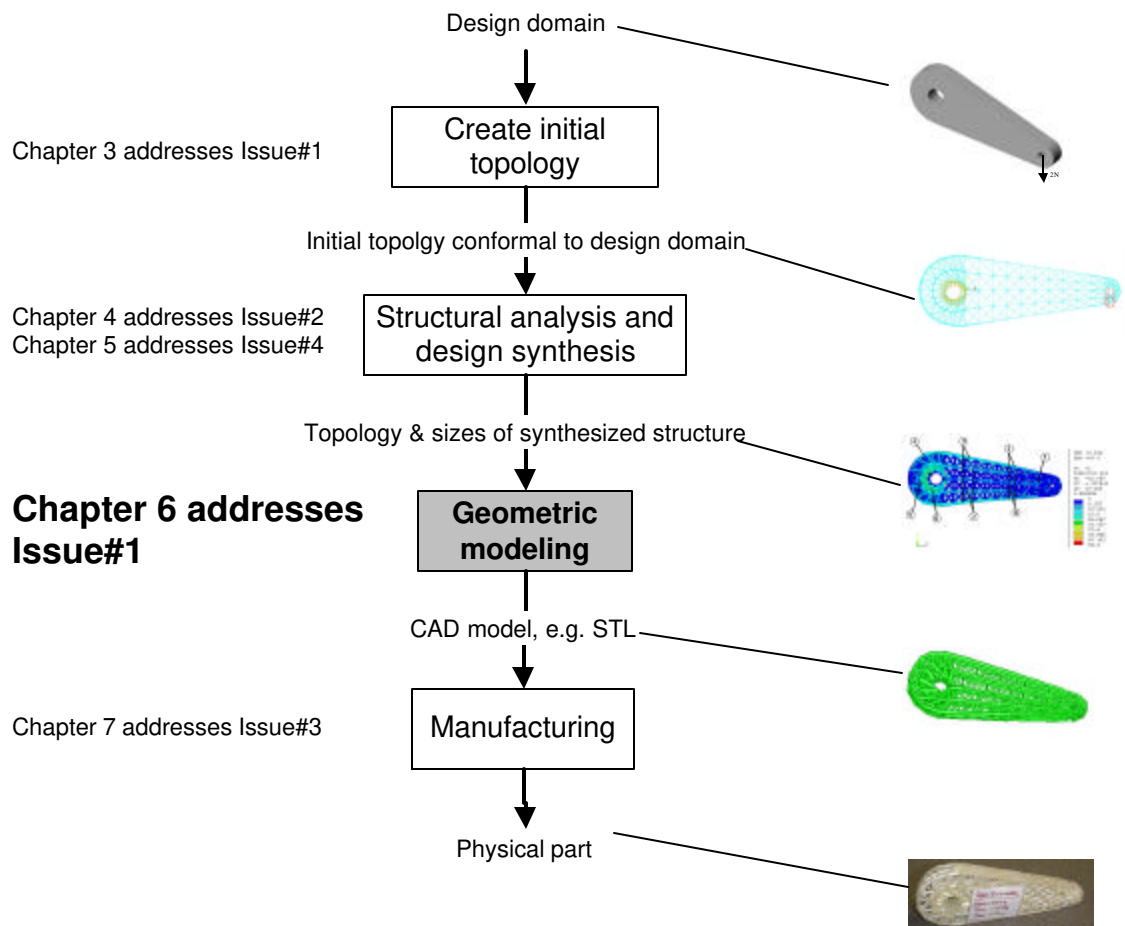 Design domain
Create initial
topology
Chapter 3 addresses Issue#1
2N
Initial topolgy conformal to design domain
Chapter 4 addresses Issue#2
Chapter 5 addresses Issue#4
Structural analysis and
design synthesis
Topology & sizes of synthesized structure
Chapter 6 addresses
Issue#1
Geometric
modeling
CAD model, e.g. STL
Chapter 7 addresses Issue#3
Manufacturing
Physical part